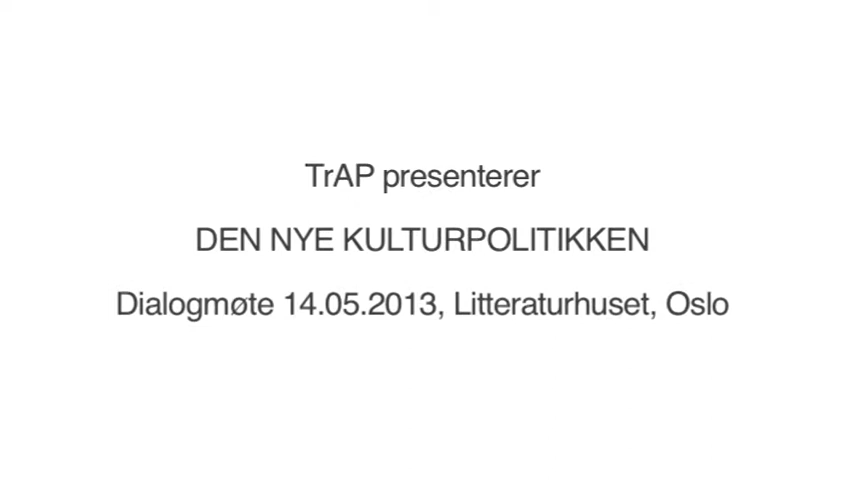 TrAP presenterer
DEN NYE KULTURPOLITIKKEN
Dialogmøte 14.05.2013, Litteraturhuset, Oslo